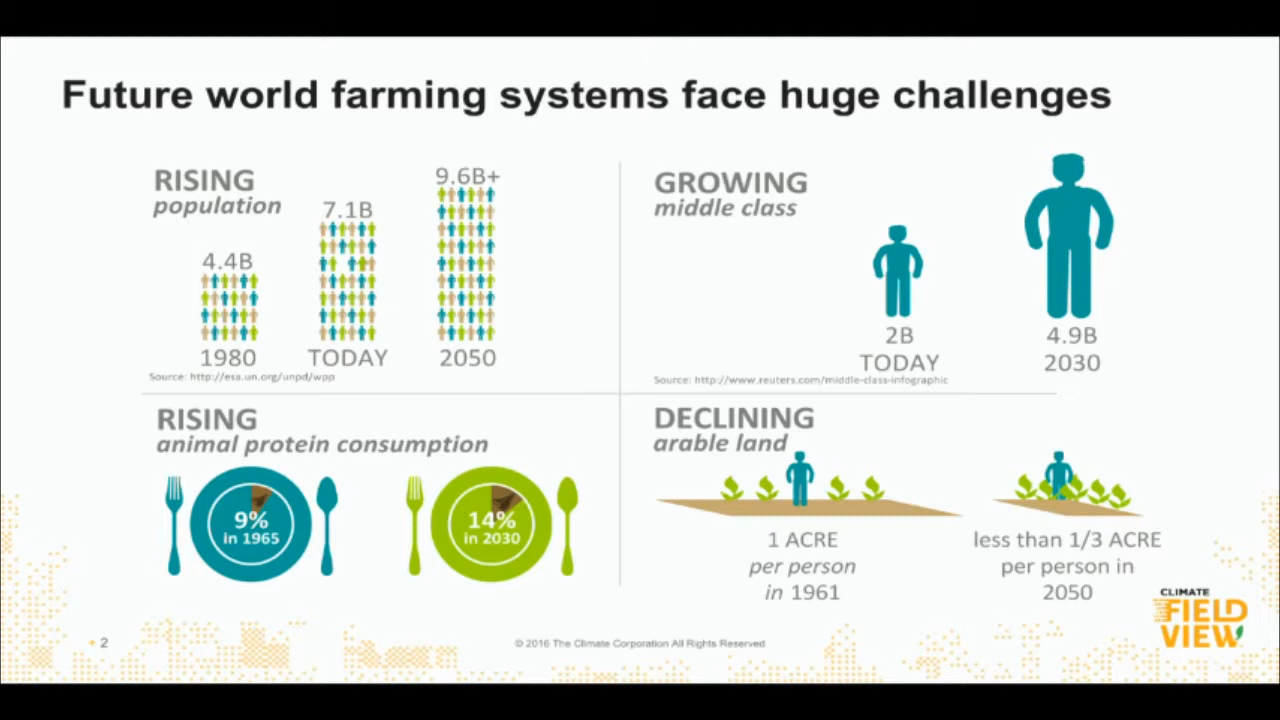 Future world farming systems face huge challenges
RISING
population
4.4B
1980
7.1B
TODAY
9.6B+
2050
Source: http://esa.un.org/unpd/wpp
GROWING
middle class
2B
TODAY
4.9B
2030
Source: http://www.reuters.com/middle-class-infographic
RISING
animal protein consumption
9%
in 1965
14%
in 2030
DECLINING
arable land
1 ACRE
per person
in 1961
less than 1/3 ACRE
per person in
2050
2
© 2016 The Climate Corporation All Rights Reserved
CLIMATE
FIELD
VIEW